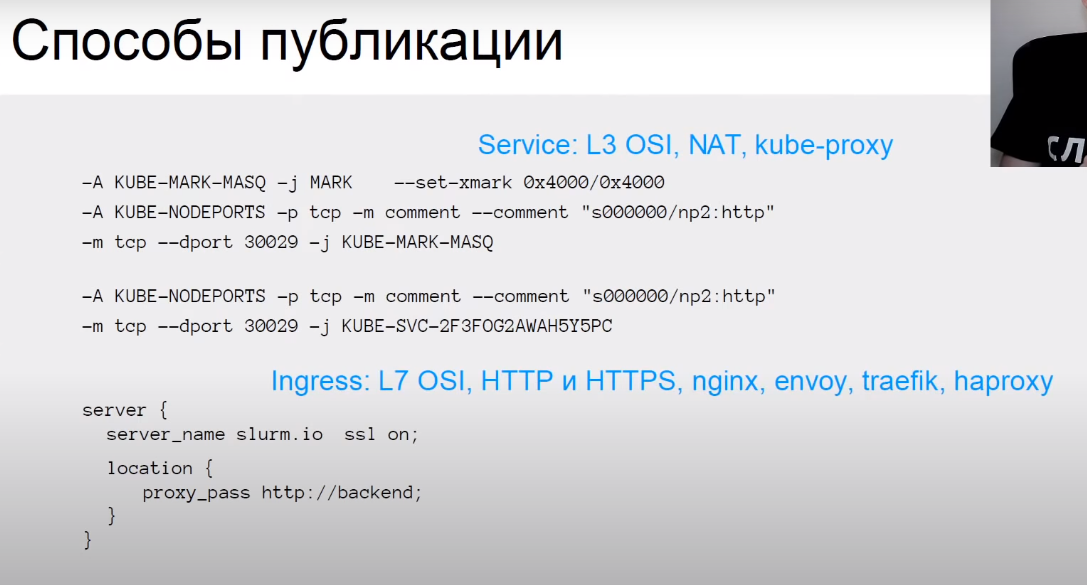 Способы публикации
Service: L3 OSI, NAT, kube-proxy
-A KUBE-MARK-MASQ -j MARK    --set-xmark 0x4000/0x4000
-A KUBE-NODEPORTS -p tcp -m comment --comment "s000000/np2:http"
-m tcp --dport 30029 -j KUBE-MARK-MASQ
-A KUBE-NODEPORTS -p tcp -m comment --comment "s000000/np2:http"
-m tcp --dport 30029 -j KUBE-SVC-2F3FOG2AWAH5Y5PC
Ingress: L7 OSI, HTTP и HTTPS, nginx, envoy, traefik, haproxy
server {
server_name slurm.io  ssl on;
location {
proxy_pass http://backend;
}
}